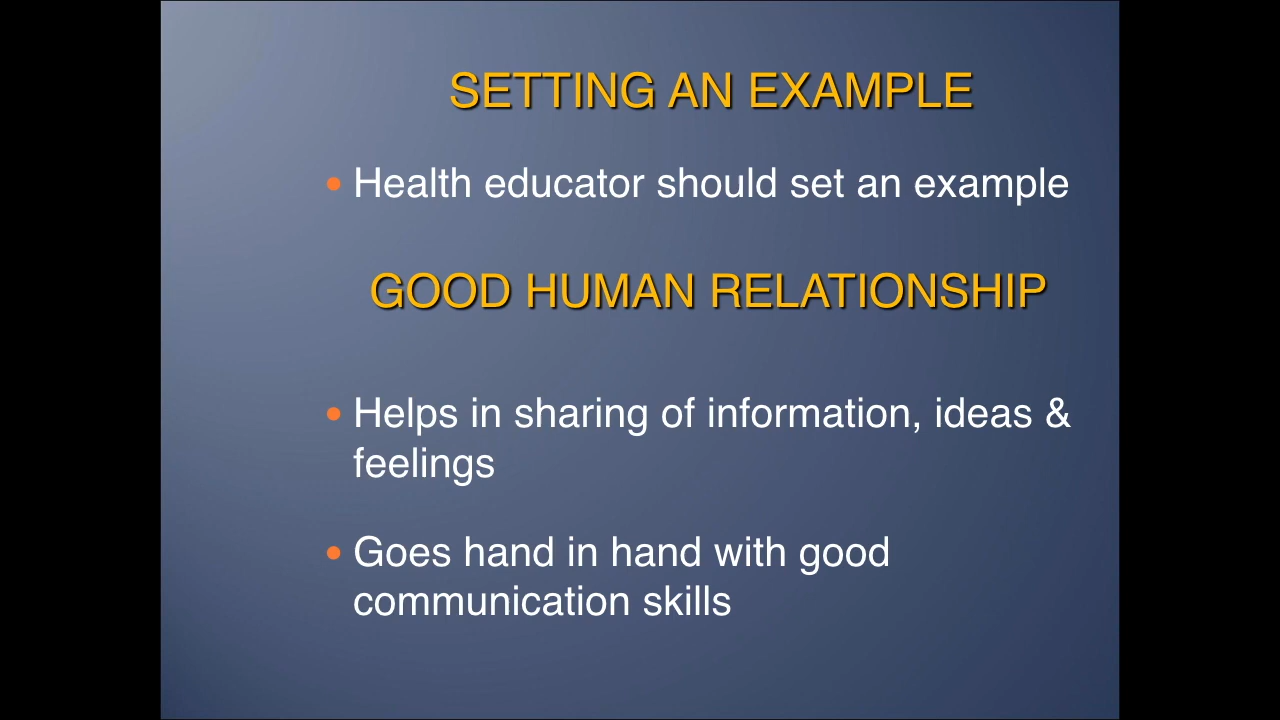 SETTING AN EXAMPLE
• Health educator should set an example
GOOD HUMAN RELATIONSHIP
• Helps in sharing of information, ideas &
feelings
• Goes hand in hand with good
communication skills